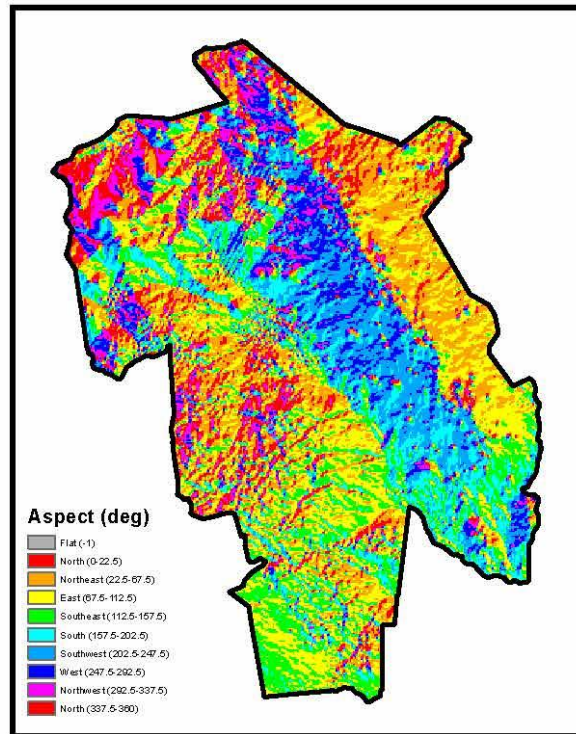 Aspect (deg)
Flat (-1)
North (0-22.5)
Northeast (22.5-67.5)
East (67.5-112.5)
Southeast (112.5-157.5)
South (157.5-202.5)
Southwest (202.5-247.5)
West (247.5-292.5)
Northwest (292.5-337.5)
North (337.5-360)